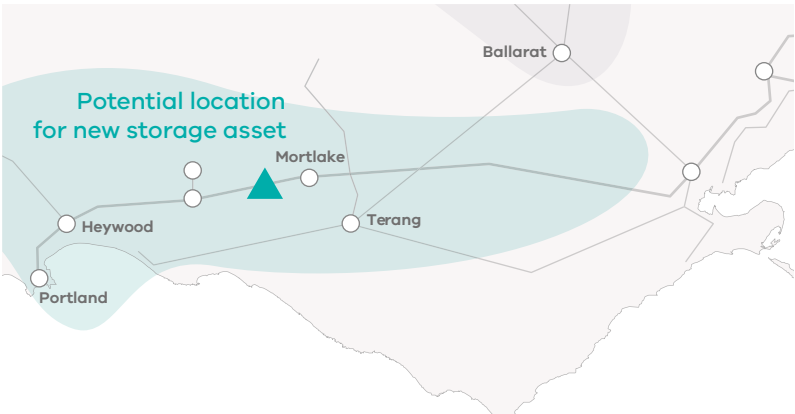 Ballarat
Potential location
for new storage asset
Mortlake
Terang
Heywood
Portland